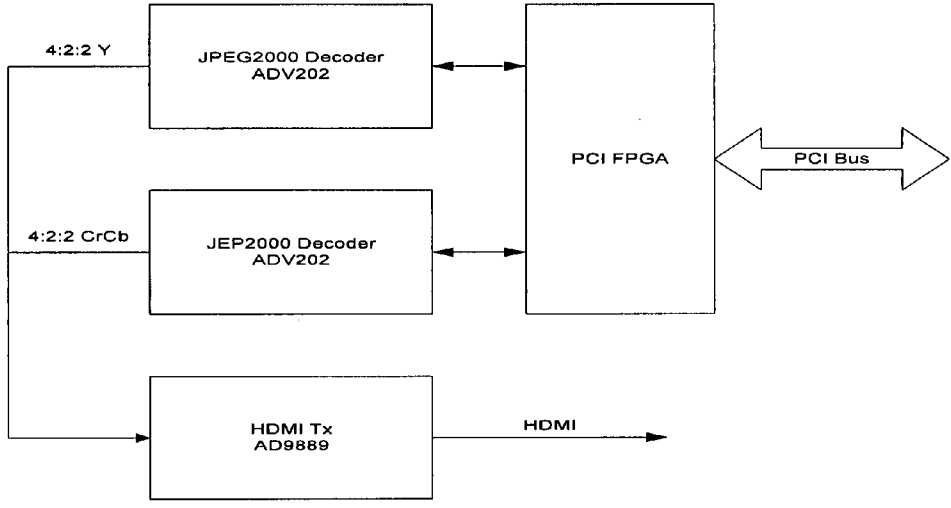 4:2:2 Y
JPEG2000 Decoder
ADV202
PCI FPGA
PCI Bus
4:2:2 CrCb
JEP2000 Decoder
ADV202
HDMI Tx
AD9889
HDMI